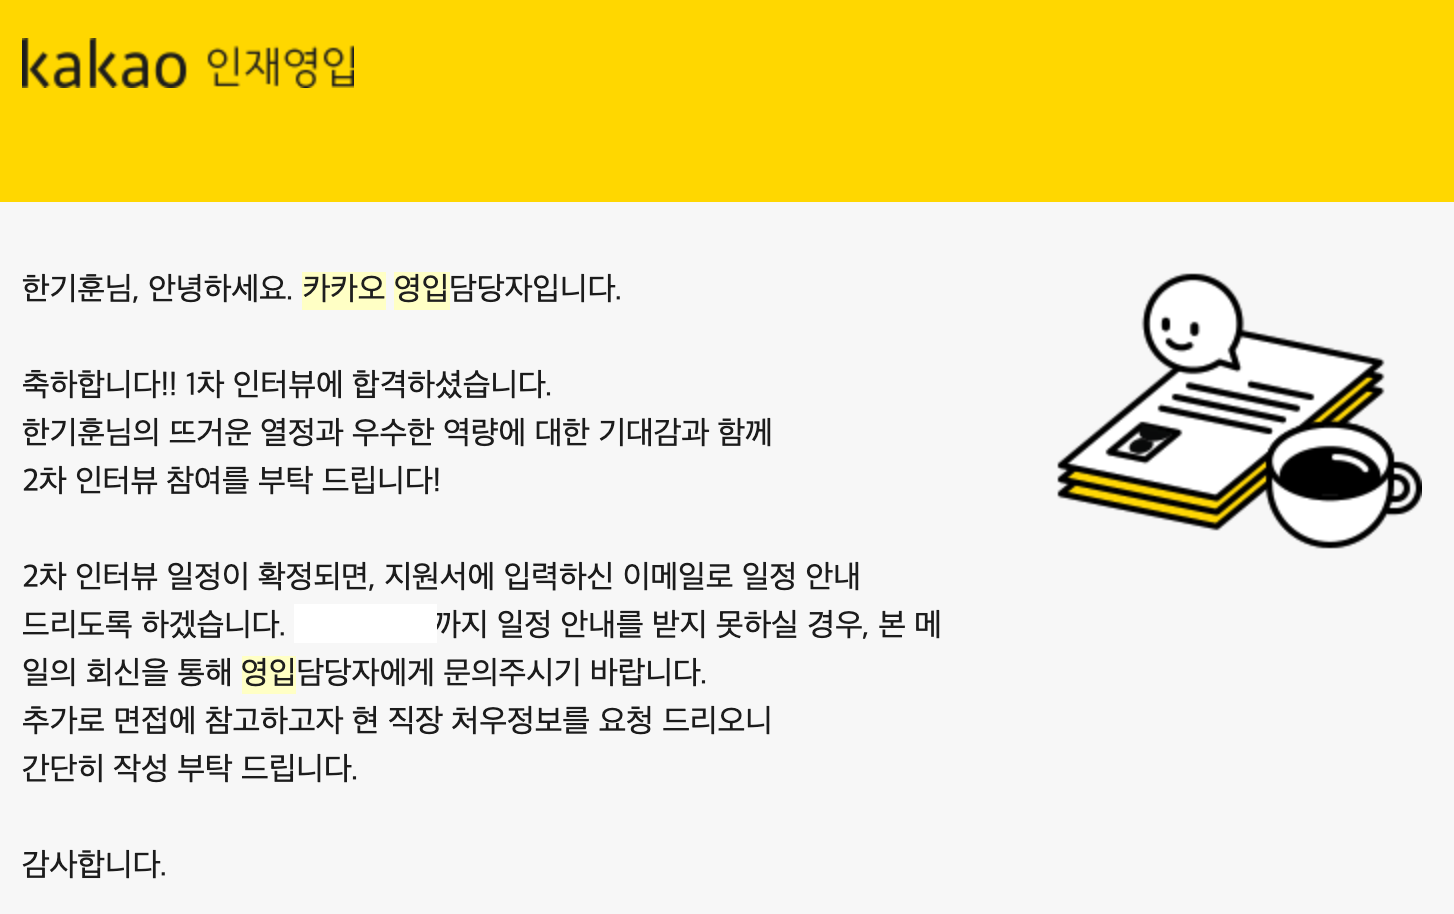 kakao 인재영입
한기훈님, 안녕하세요. 카카오 영입담당자입니다.
축하합니다!! 1차 인터뷰에 합격하셨습니다.
한기훈님의 뜨거운 열정과 우수한 역량에 대한 기대감과 함께
2차 인터뷰 참여를 부탁 드립니다!
2차 인터뷰 일정이 확정되면, 지원서에 입력하신 이메일로 일정 안내
드리도록 하겠습니다. 까지 일정 안내를 받지 못하실 경우, 본 메
일의 회신을 통해 영입담당자에게 문의주시기 바랍니다.
추가로 면접에 참고하고자 현 직장 처우정보를 요청 드리오니
간단히 작성 부탁 드립니다.
감사합니다.